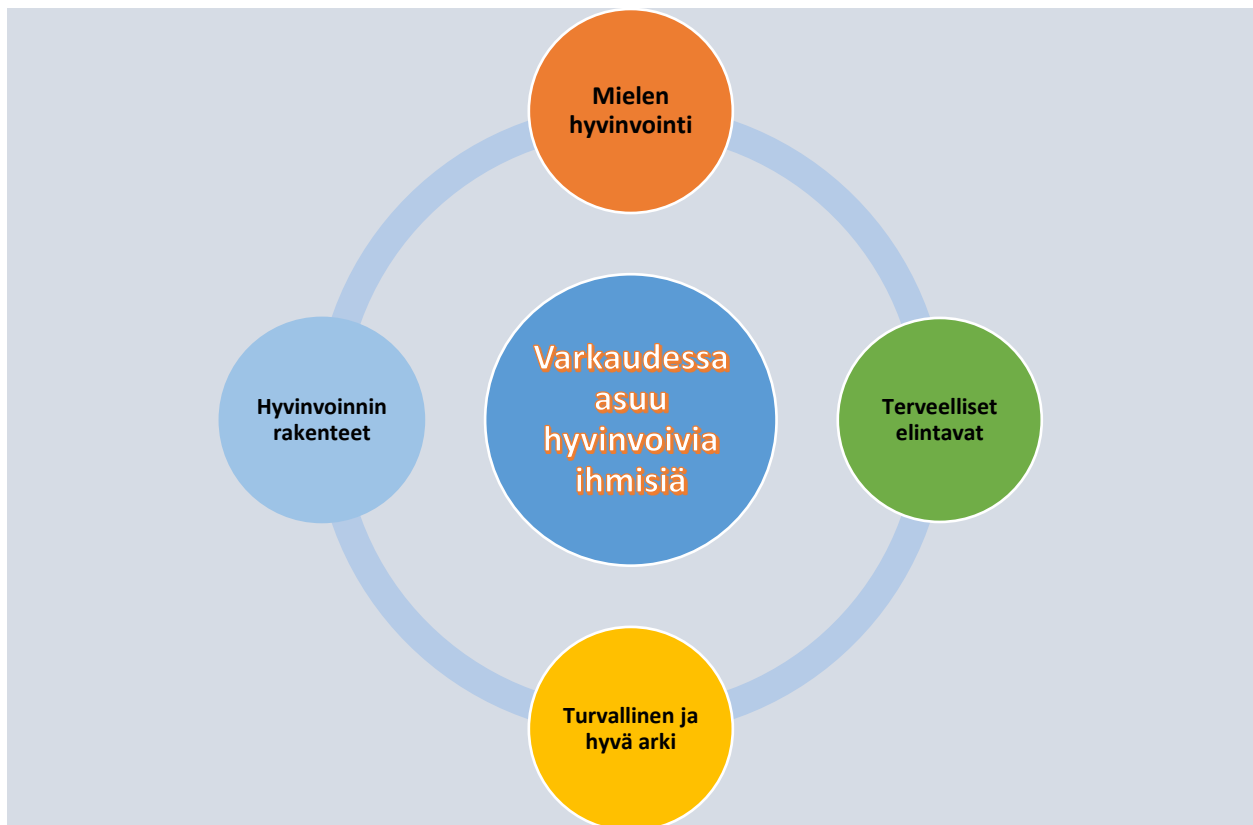 Mielen
hyvinvointi
Varkaudessa
asuu
hyvinvoivia
ihmisiä
Hyvinvoinnin
rakenteet
Terveelliset
elintavat
Turvallinen ja
hyvä arki